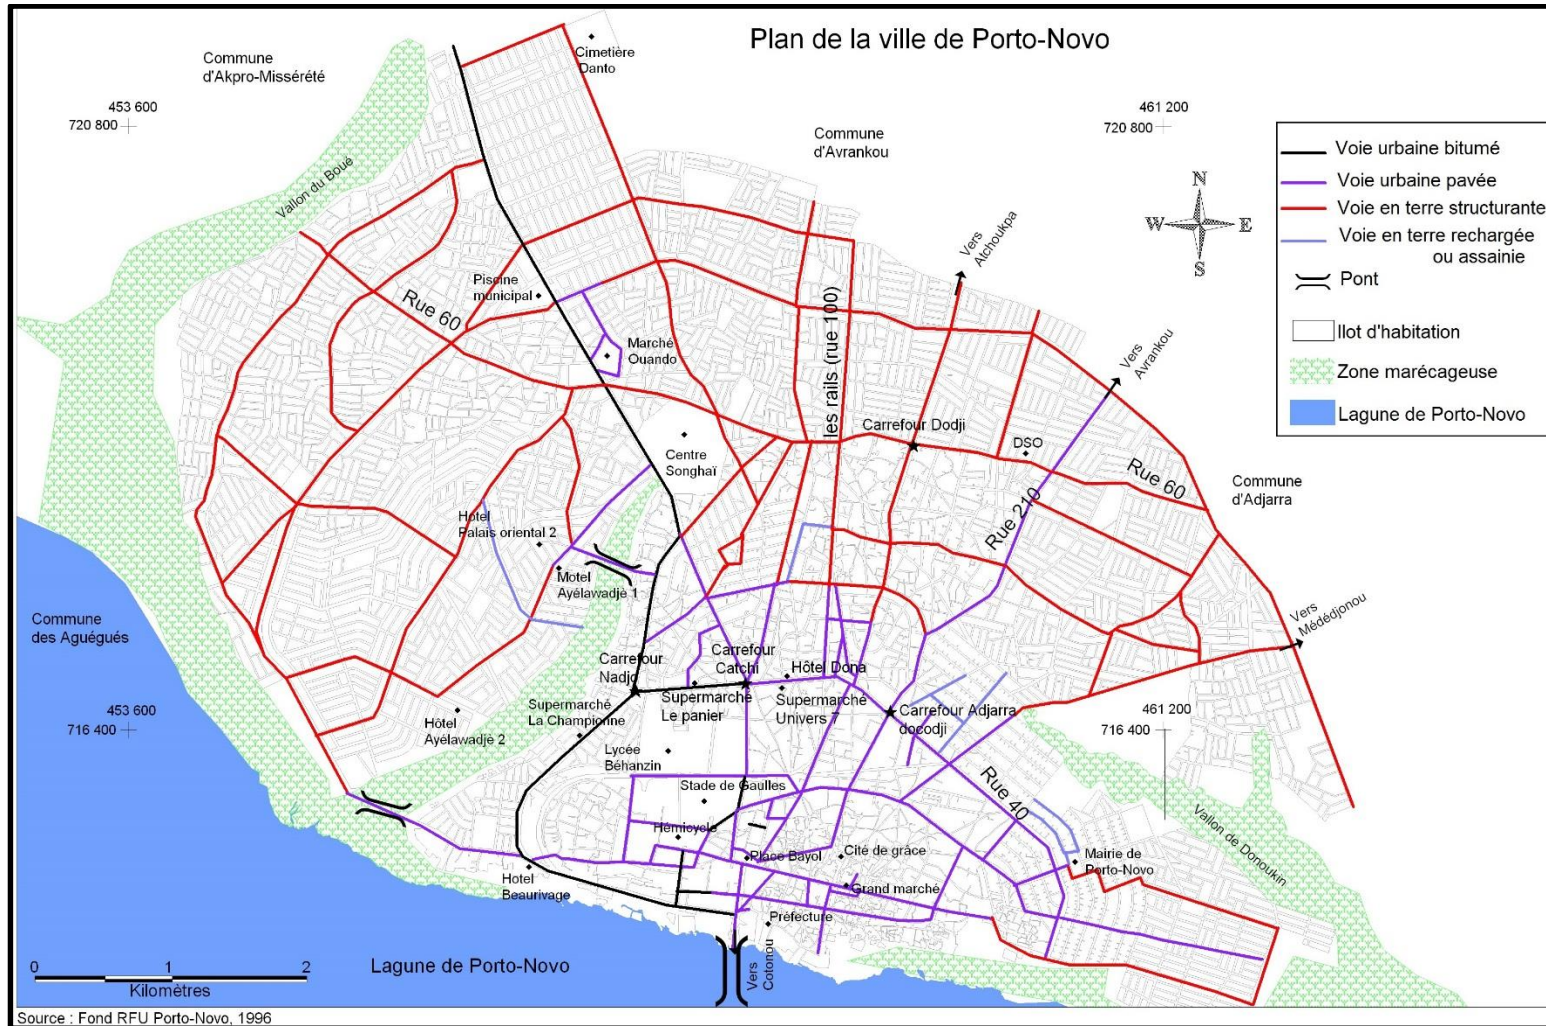 Plan de la ville de Porto-Novo
Cimetière
Danto
Commune
d'Akpro-Missérété
453 600
720 800
461 200
720 800
Commune
d'Avrankou
Voie urbaine bitumé
Voie urbaine pavée
Voie en terre structurante
Voie en terre rechargée
ou assainie
Pont
Ilot d'habitation
Zone marécageuse
Lagune de Porto-Novo
N
W
E
S
Vallon du Boué
Vers
Atchoukpa
Piscine
municipal
Rue 60
les rails (rue 100)
Marché
Ouando
Vers
Avrankou
Carrefour Dodji
DSO
Centre
Songhaï
Rue 60
Commune
d'Adjarra
Rue 210
Hotel
Palais oriental 2
Motel
Ayélawadjè 1
Commune
des Aguégués
Vers
Médédjonou
Carrefour
Nadjo
Carrefour
Catchi
Hôtel Dona
Supermarché
Le panier
Supermarché
Univers 7
Supermarché
La Championne
Hôtel
Ayélawadjè 2
Carrefour Adjarra
docodji
453 600
716 400
461 200
716 400
Lycée
Béhanzin
Stade de Gaulles
Rue 40
Hémicycle
Place Bayol
Cité de grâce
Mairie de
Porto-Novo
Vallon de Donoukin
Hotel
Beaurivage
Grand marché
Préfecture
Vers
Cotonou
Lagune de Porto-Novo
0 1 2
Kilomètres
Source : Fond RFU Porto-Novo, 1996